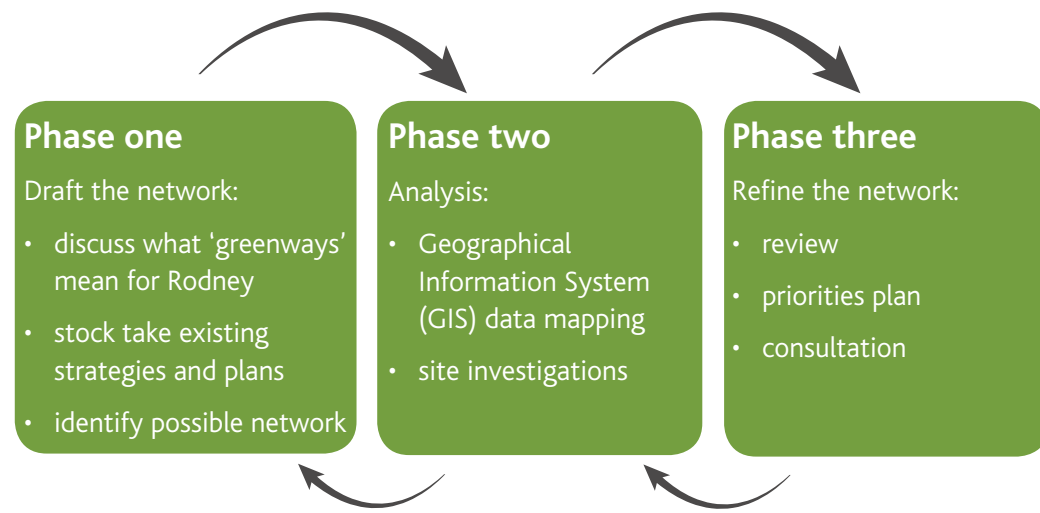 Phase one
Draft the network:
• discuss what ‘greenways’
mean for Rodney
• stock take existing
strategies and plans
• identify possible network
Phase two
Analysis:
• Geographical
Information System
(GIS) data mapping
• site investigations
Phase three
Refine the network:
• review
• priorities plan
• consultation